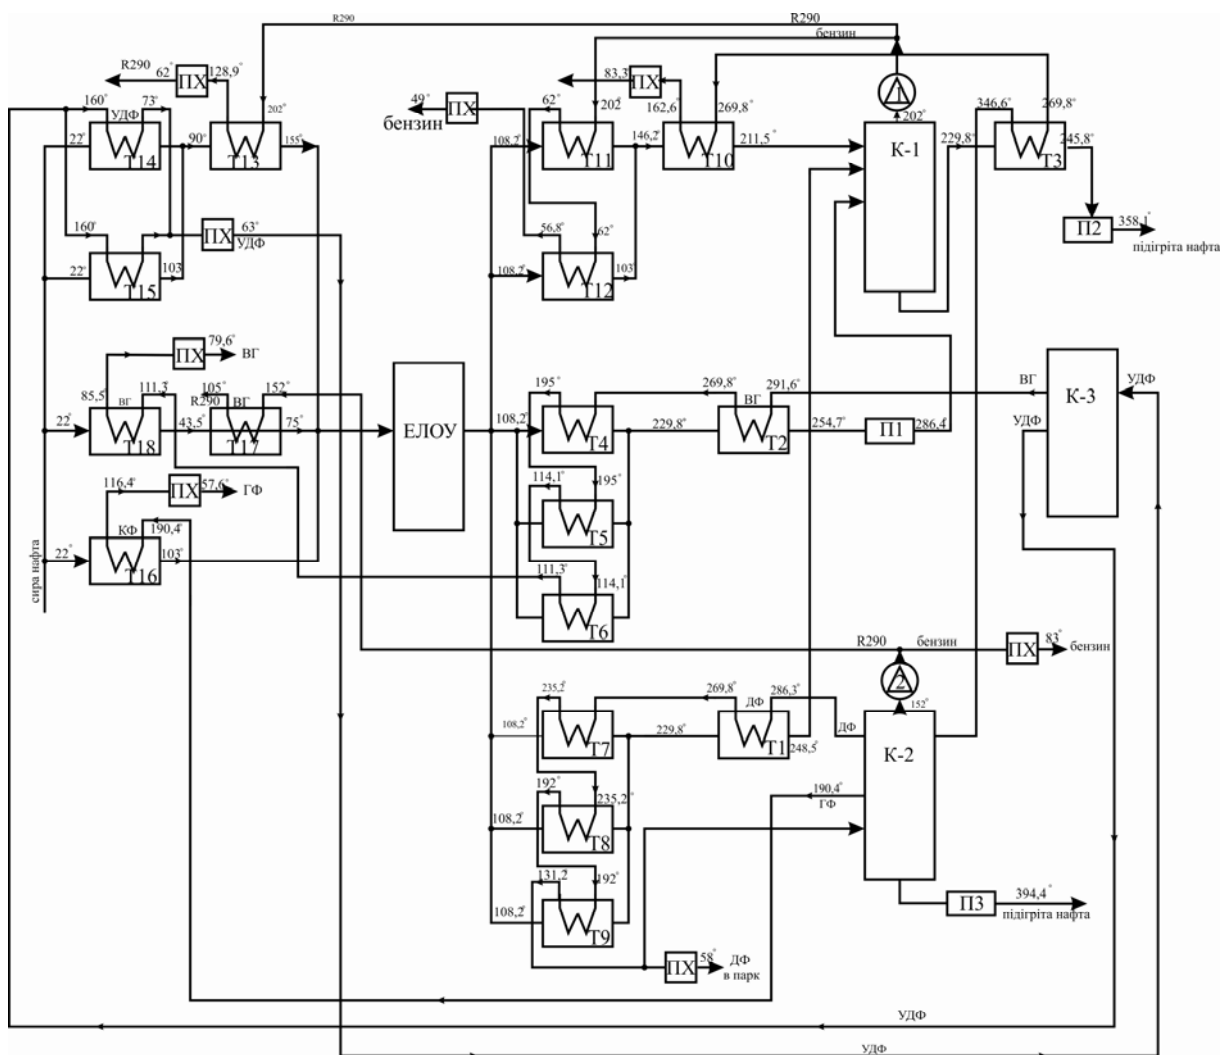 R290
R290
бензин
R290
62°
ПХ
128,9°
83,3°
ПХ
49°
ПХ
бензин
62°
202°
162,6°
269,8°
1
202°
346,6°
269,8°
160°
УДФ
73°
202°
22°
90°
155°
Т14
Т13
108,2°
146,2°
211,5°
Т11
Т10
К-1
229,8°
245,8°
Т3
П2
358,1°
підігріта нафта
160°
ПХ
63°
УДФ
56,8°
62°
22°
103
Т15
108,2°
103°
Т12
79,6°
ПХ
ВГ
85,5°
ВГ
111,3°
105°
R290
ВГ
152°
22°
43,5°
75°
Т18
Т17
ЕЛОУ
195°
269,8°
ВГ
291,6°
108,2°
229,8°
254,7°
П1
286,4°
Т4
Т2
ВГ
УДФ
К-3
УДФ
116,4°
ПХ
57,6°
ГФ
КФ
190,4°
22°
103°
Т16
сира нафта
114,1°
195°
Т5
111,3°
114,1°
Т6
R290
бензин
ПХ
83°
бензин
2
152°
235,2°
269,8°
ДФ
286,3°
ДФ
108,2°
229,8°
248,5°
Т7
Т1
К-2
192°
235,2°
190,4°
ГФ
108,2°
Т8
131,2°
192°
108,2°
Т9
П3
394,4°
підігріта нафта
ПХ
58°
ДФ
в парк
УДФ
УДФ